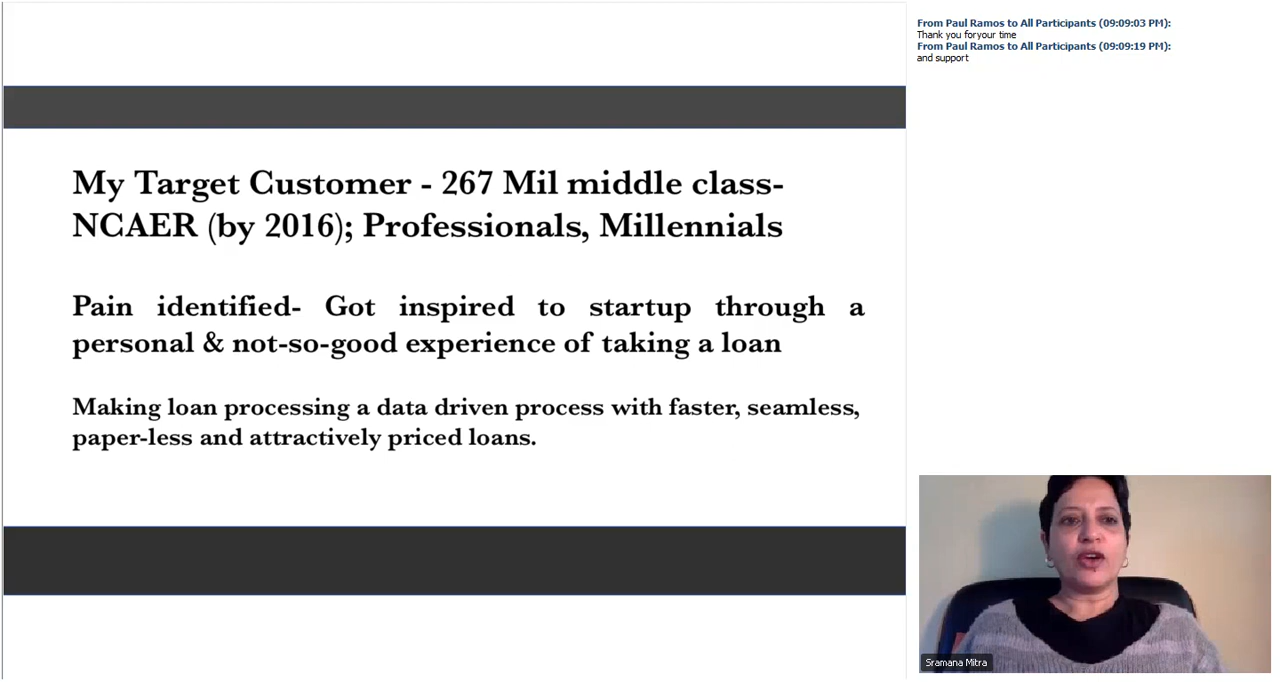 My Target Customer - 267 Mil middle class-
NCAER (by 2016); Professionals, Millennials
Pain identified- Got inspired to startup through a
personal & not-so-good experience of taking a loan
Making loan processing a data driven process with faster, seamless,
paper-less and attractively priced loans.
From Paul Ramos to All Participants (09:09:03 PM):
Thank you foryour time
From Paul Ramos to All Participants (09:09:19 PM):
and support
Sramana Mitra